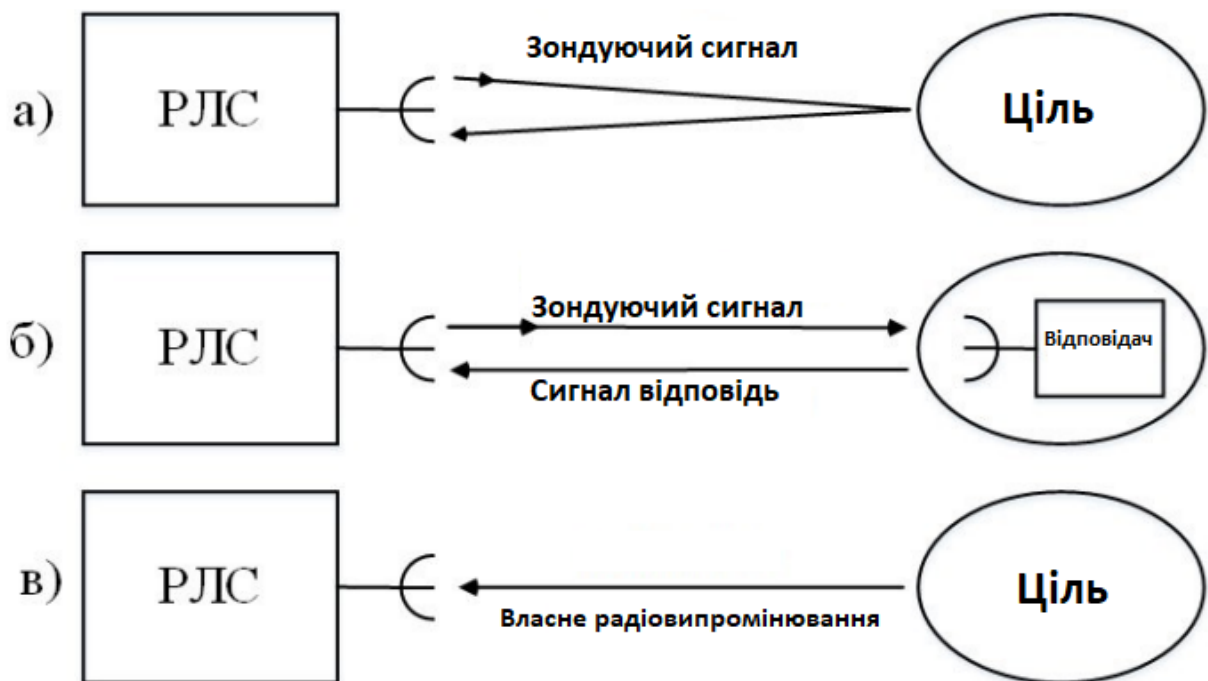 Зондуючий сигнал
а) РЛС Ціль
Зондуючий сигнал
б) РЛС Відповідач
Сигнал відповідь
в) РЛС Ціль
Власне радіовипромінювання